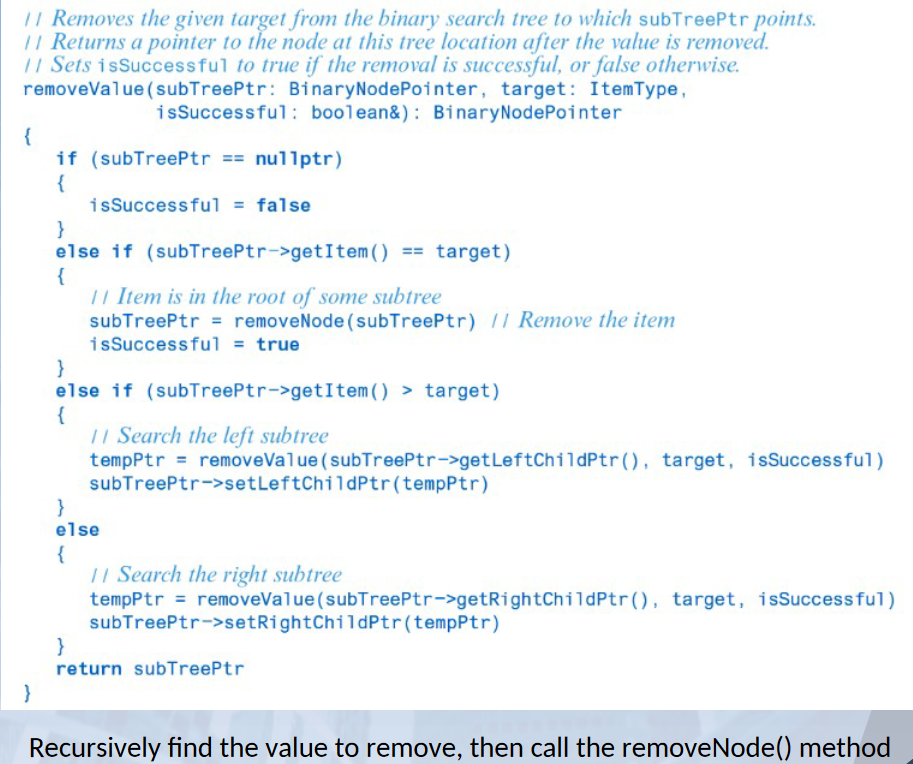 // Removes the given target from the binary search tree to which subTreePtr points.
// Returns a pointer to the node at this tree location after the value is removed.
// Sets isSuccessful to true if the removal is successful, or false otherwise.
removeValue(subTreePtr: BinaryNodePointer, target: ItemType,
            isSuccessful: boolean&): BinaryNodePointer
{
   if (subTreePtr == nullptr)
   {
      isSuccessful = false
   }
   else if (subTreePtr->getItem() == target)
   {
      // Item is in the root of some subtree
      subTreePtr = removeNode(subTreePtr) // Remove the item
      isSuccessful = true
   }
   else if (subTreePtr->getItem() > target)
   {
      // Search the left subtree
      tempPtr = removeValue(subTreePtr->getLeftChildPtr(), target, isSuccessful)
      subTreePtr->setLeftChildPtr(tempPtr)
   }
   else
   {
      // Search the right subtree
      tempPtr = removeValue(subTreePtr->getRightChildPtr(), target, isSuccessful)
      subTreePtr->setRightChildPtr(tempPtr)
   }
   return subTreePtr
}
Recursively find the value to remove, then call the removeNode() method